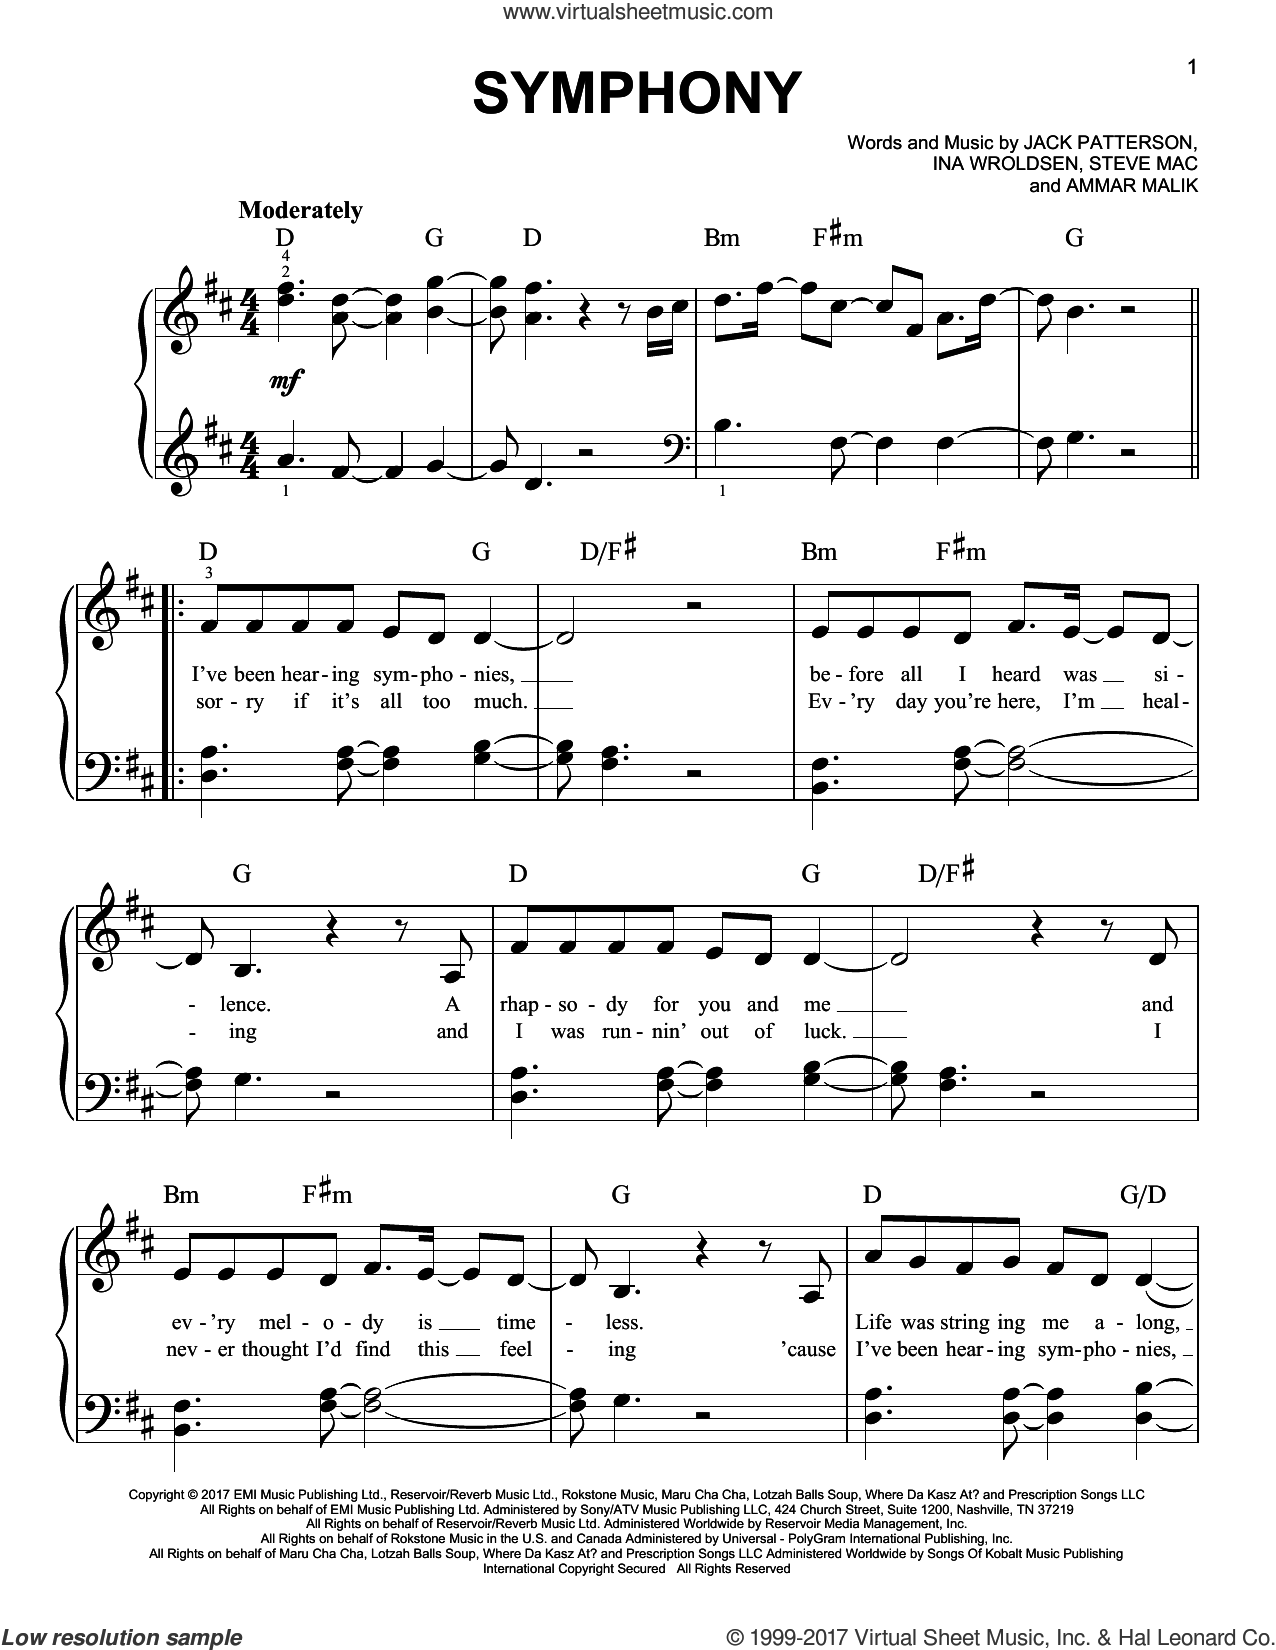 www.virtualsheetmusic.com
1
SYMPHONY
Words and Music by JACK PATTERSON,
INA WROLDSEN, STEVE MAC
and AMMAR MALIK
Moderately
D G D Bm F♯m G
4
2
4 4
mf
4 4
1 1
D G D/F♯ Bm F♯m
3
I've been hear - ing sym - pho - nies, be - fore all I heard was si -
sor - ry if it's all too much. Ev - 'ry day you're here, I'm heal -
G D G D/F♯
- lence. A rhap - so - dy for you and me and
- ing and I was run - nin' out of luck. I
Bm F♯m G D G/D
ev - 'ry mel - o - dy is time - less. Life was string ing me a - long,
nev - er thought I'd find this feel - ing 'cause I've been hear - ing sym - pho - nies,
Copyright © 2017 EMI Music Publishing Ltd., Reservoir/Reverb Music Ltd., Rokstone Music, Maru Cha Cha, Lotzah Balls Soup, Where Da Kasz At? and Prescription Songs LLC
All Rights on behalf of EMI Music Publishing Ltd. Administered by Sony/ATV Music Publishing LLC, 424 Church Street, Suite 1200, Nashville, TN 37219
All Rights on behalf of Reservoir/Reverb Music Ltd. Administered Worldwide by Reservoir Media Management, Inc.
All Rights on behalf of Rokstone Music in the U.S. and Canada Administered by Universal - PolyGram International Publishing, Inc.
All Rights on behalf of Maru Cha Cha, Lotzah Balls Soup, Where Da Kasz At? and Prescription Songs LLC Administered Worldwide by Songs Of Kobalt Music Publishing
International Copyright Secured All Rights Reserved
Low resolution sample
© 1999-2017 Virtual Sheet Music, Inc. & Hal Leonard Co.